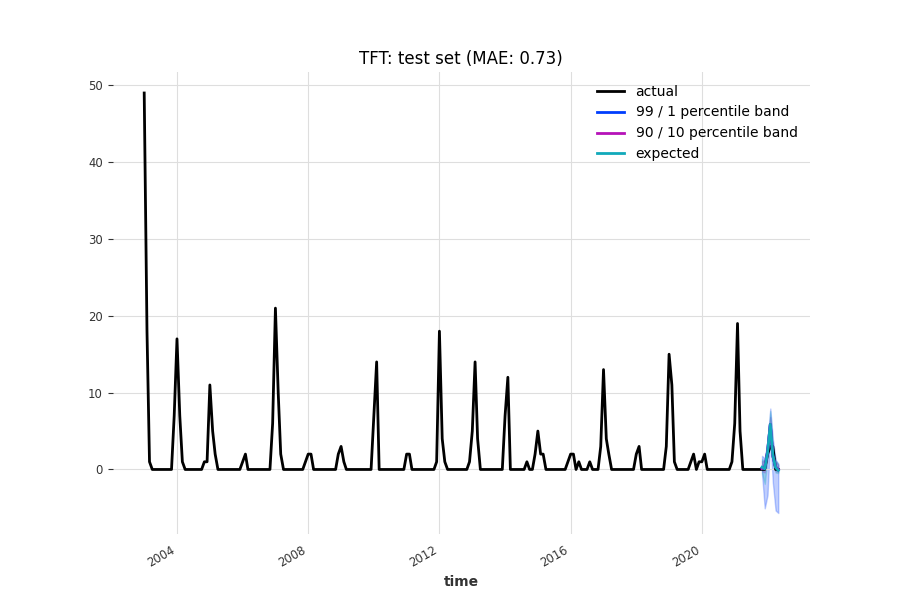 TFT: test set (MAE: 0.73)
actual
99 / 1 percentile band
90 / 10 percentile band
expected
50
40
30
20
10
0
2004
2008
2012
2016
2020
time